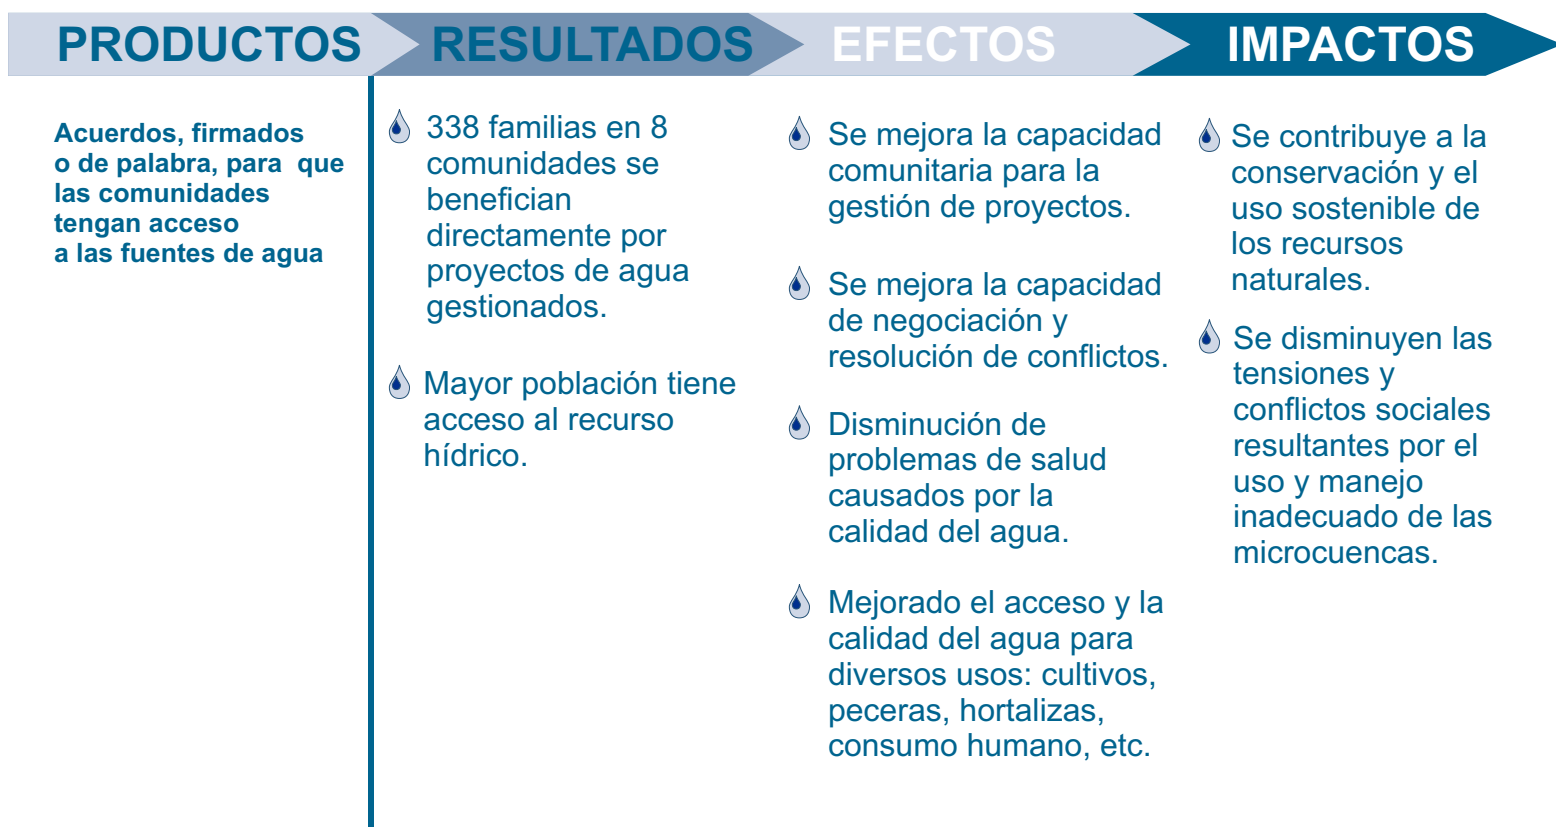 PRODUCTOS
RESULTADOS
EFECTOS
IMPACTOS
Acuerdos, firmados
o de palabra, para que
las comunidades
tengan acceso
a las fuentes de agua
338 familias en 8
comunidades se
benefician
directamente por
proyectos de agua
gestionados.
Mayor población tiene
acceso al recurso
hídrico.
Se mejora la capacidad
comunitaria para la
gestión de proyectos.
Se mejora la capacidad
de negociación y
resolución de conflictos.
Disminución de
problemas de salud
causados por la
calidad del agua.
Mejorado el acceso y la
calidad del agua para
diversos usos: cultivos,
peceras, hortalizas,
consumo humano, etc.
Se contribuye a la
conservación y el
uso sostenible de
los recursos
naturales.
Se disminuyen las
tensiones y
conflictos sociales
resultantes por el
uso y manejo
inadecuado de las
microcuencas.